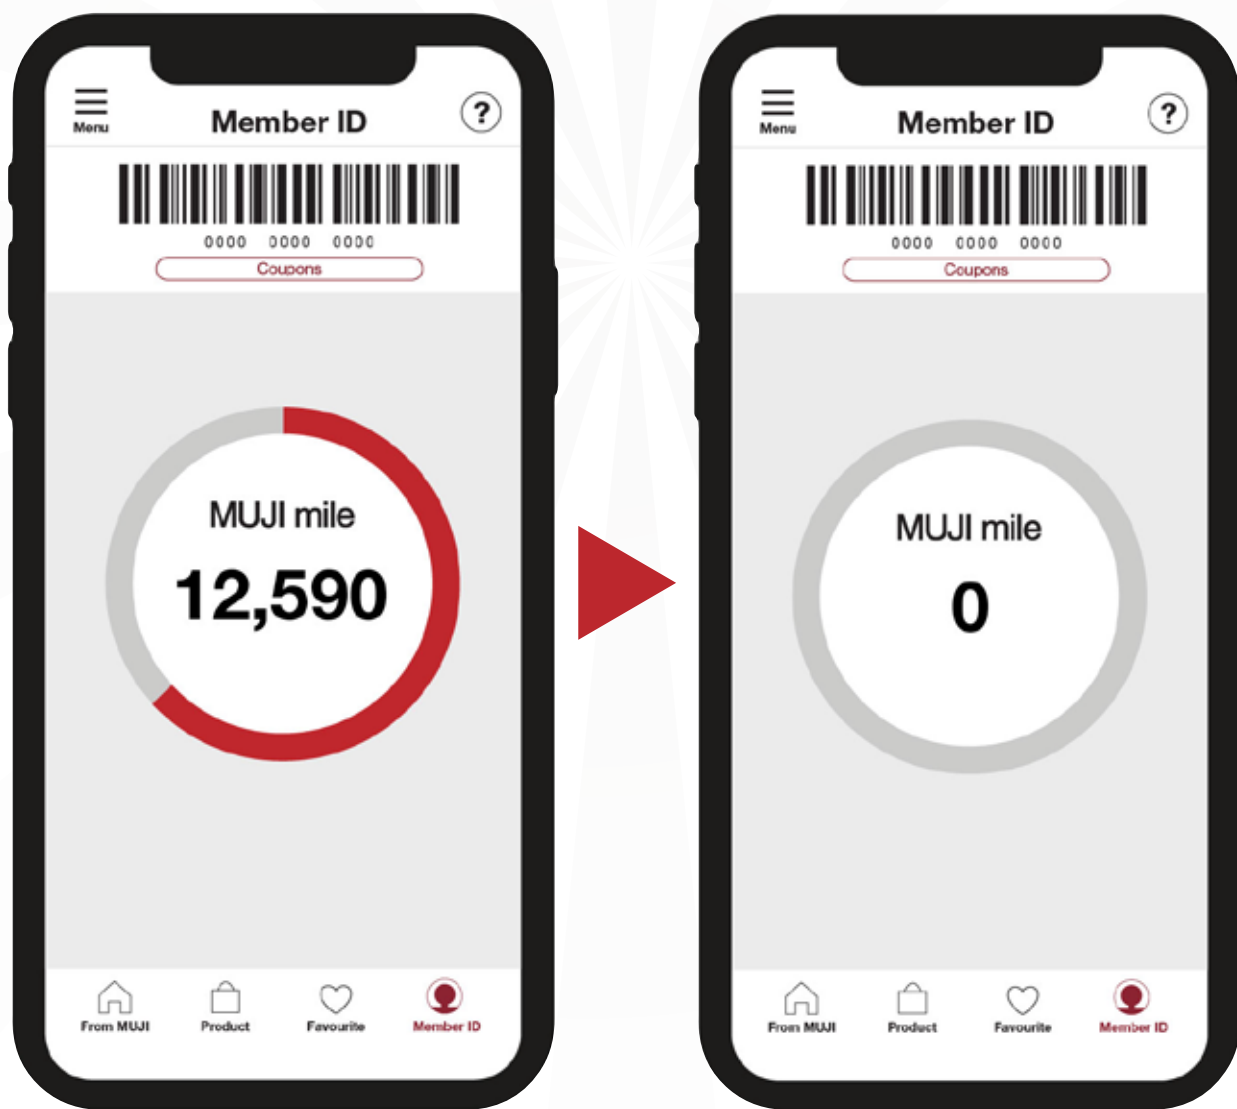 Menu
Member ID
?
0000 0000 0000
Coupons
MUJI mile
12,590
From MUJI
Product
Favourite
Member ID
Menu
Member ID
?
0000 0000 0000
Coupons
MUJI mile
0
From MUJI
Product
Favourite
Member ID